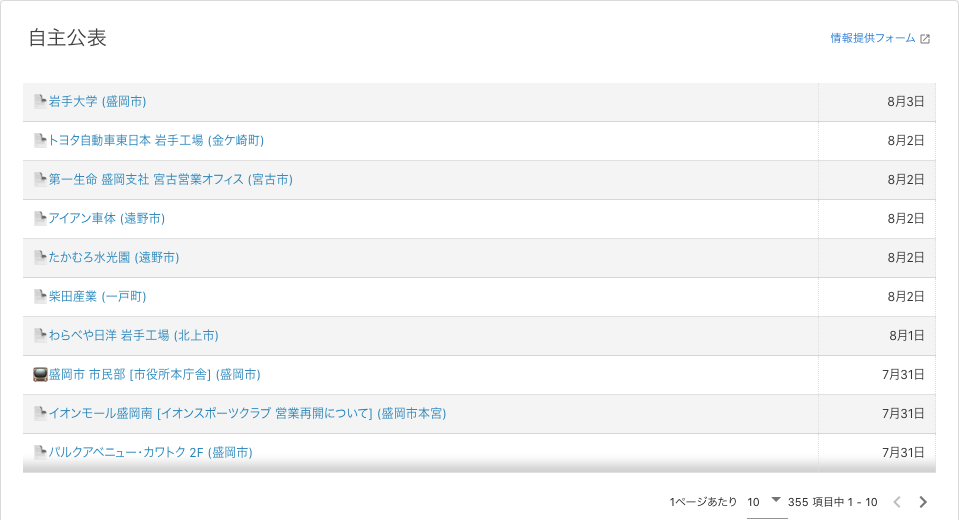 自主公表
情報提供フォーム
岩手大学 (盛岡市) 8月3日
トヨタ自動車東日本 岩手工場 (金ケ崎町) 8月2日
第一生命 盛岡支社 宮古営業オフィス (宮古市) 8月2日
アイアン車体 (遠野市) 8月2日
たかむろ水光園 (遠野市) 8月2日
柴田産業 (一戸町) 8月2日
わらべや日洋 岩手工場 (北上市) 8月1日
盛岡市 市民部 [市役所本庁舎] (盛岡市) 7月31日
イオンモール盛岡南 [イオンスポーツクラブ 営業再開について] (盛岡市本宮) 7月31日
パルクアベニュー・カワトク 2F (盛岡市) 7月31日
1ページあたり 10 355 項目中 1 - 10